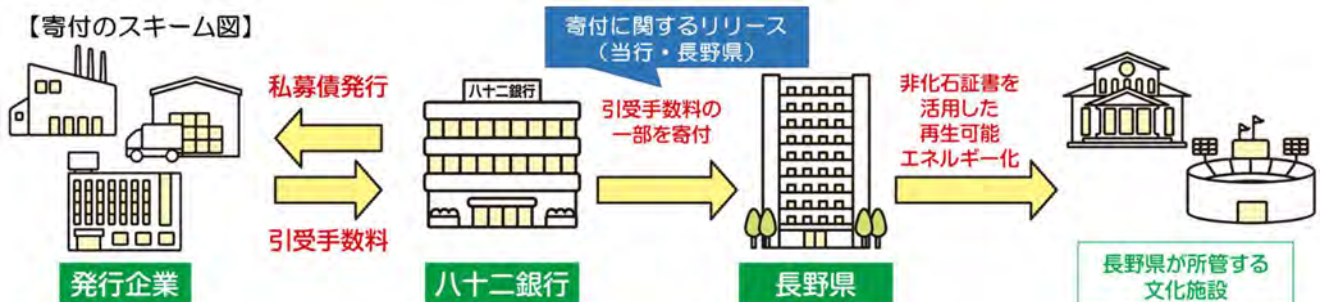 【寄付のスキーム図】
寄付に関するリリース
(当行・長野県)
私募債発行
引受手数料
八十二銀行
引受手数料の
一部を寄付
非化石証書を
活用した
再生可能
エネルギー化
発行企業
八十二銀行
長野県
長野県が所管する
文化施設